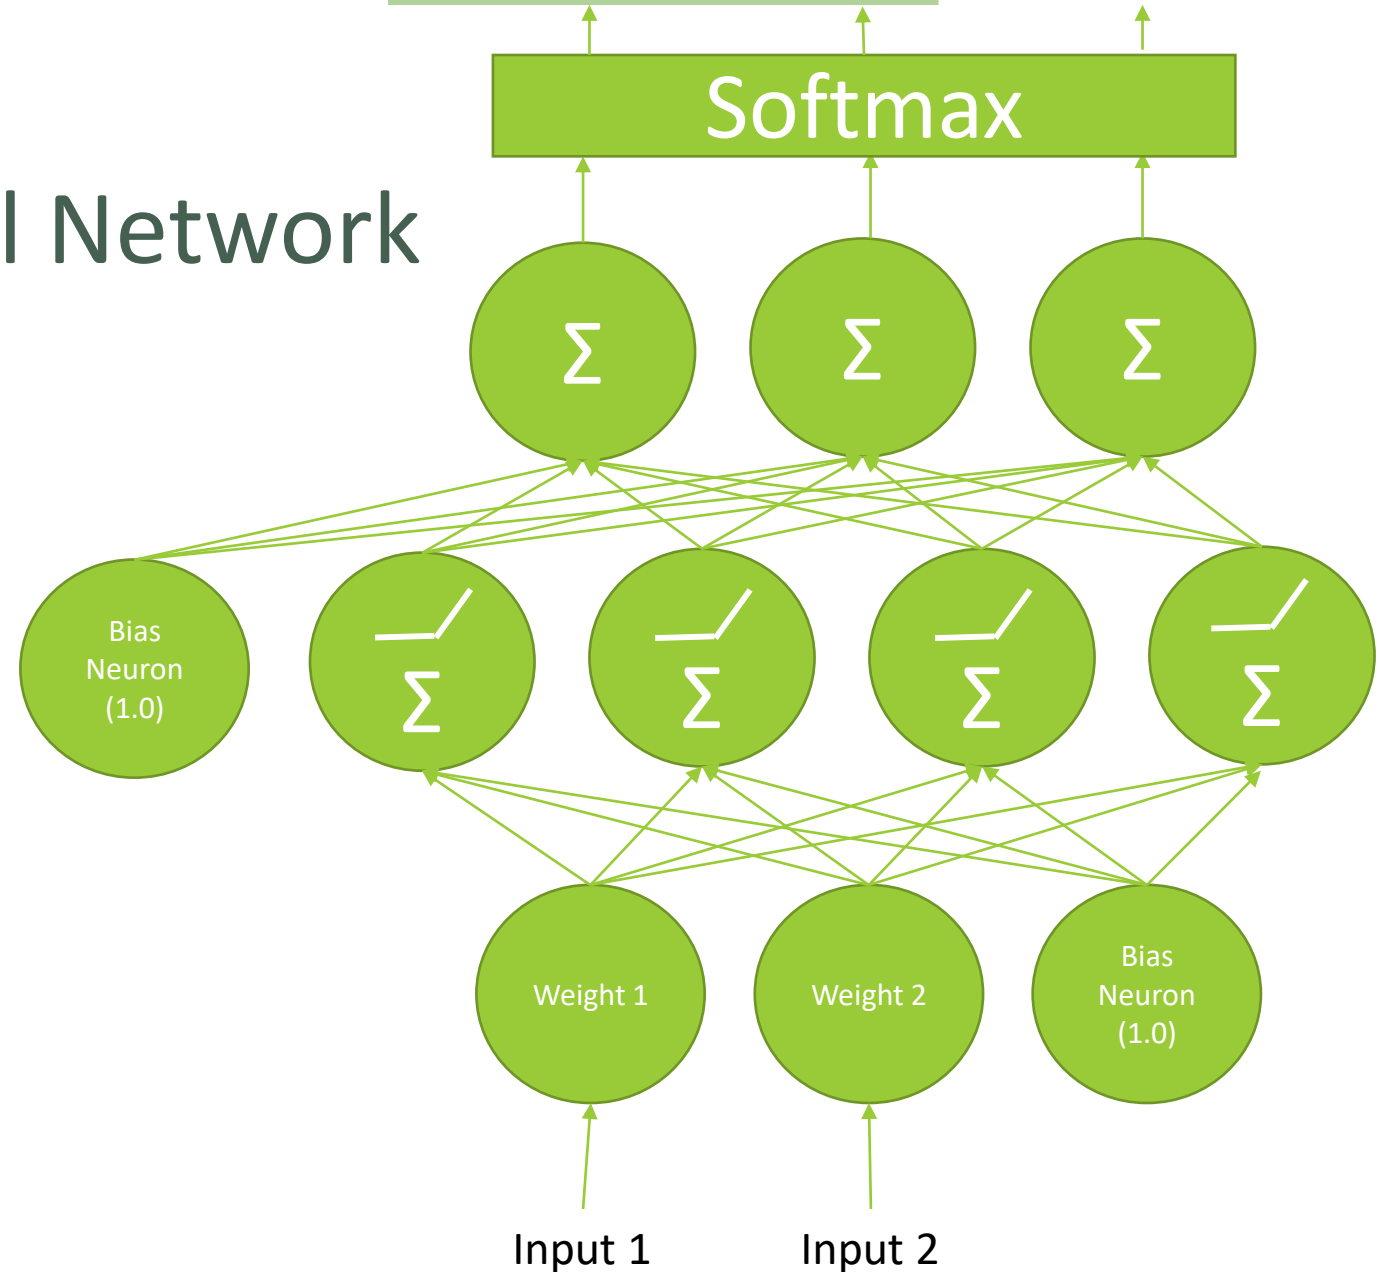 Softmax
l Network
Σ Σ Σ
Bias
Neuron
(1.0)
Σ Σ Σ Σ
Weight 1
Weight 2
Bias
Neuron
(1.0)
Input 1 Input 2